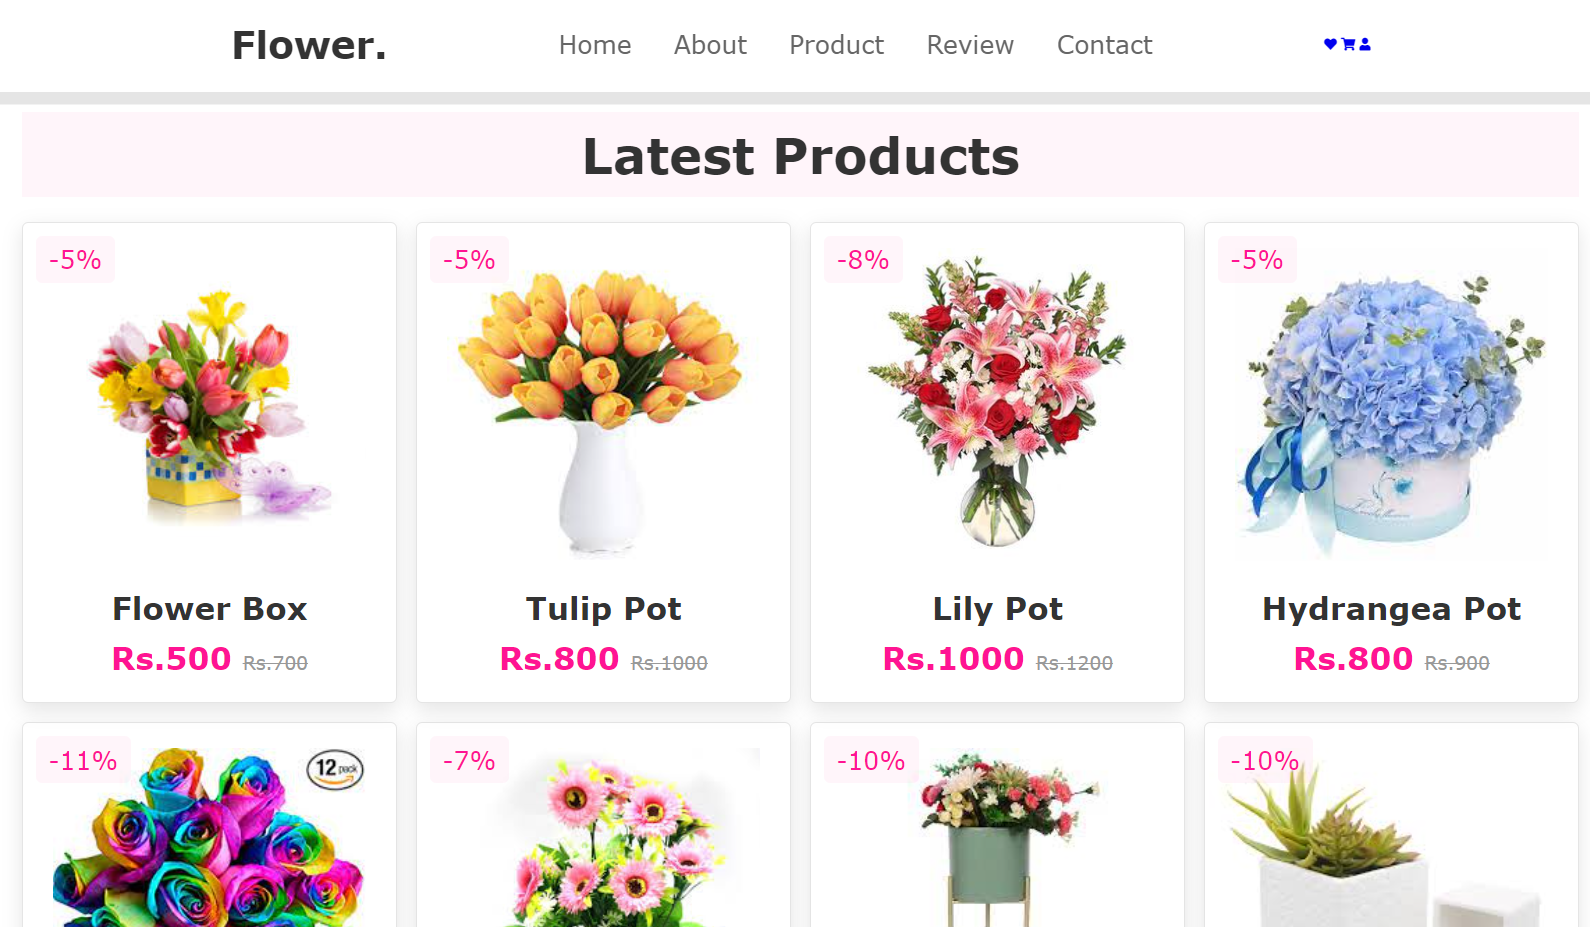 Flower.
Home About Product Review Contact
Latest Products
-5%
-5%
-8%
-5%
Flower Box
Rs.500 Rs.700
Tulip Pot
Rs.800 Rs.1000
Lily Pot
Rs.1000 Rs.1200
Hydrangea Pot
Rs.800 Rs.900
-11%
12 pack
-7%
-10%
-10%